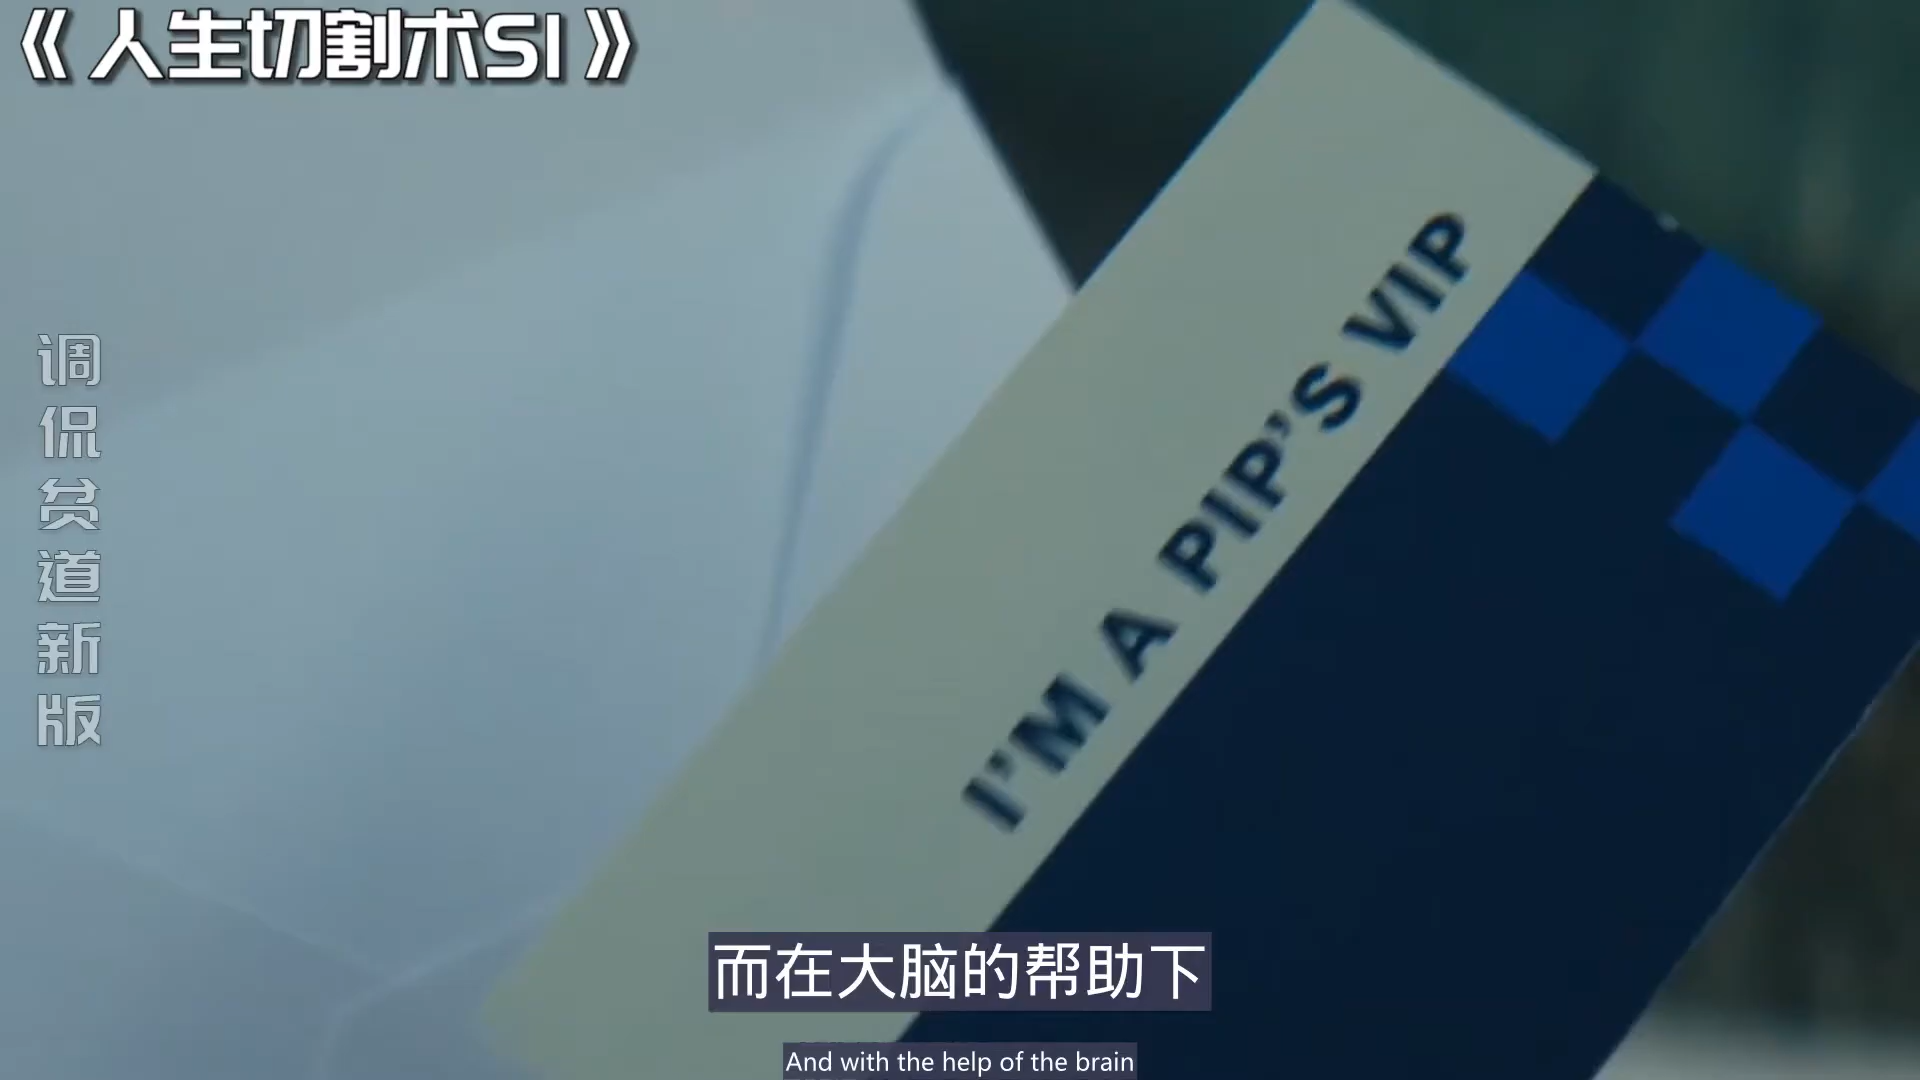 《人生切割术S1》
调侃贫道新版
I'M A PIP'S VIP
而在大脑的帮助下
And with the help of the brain